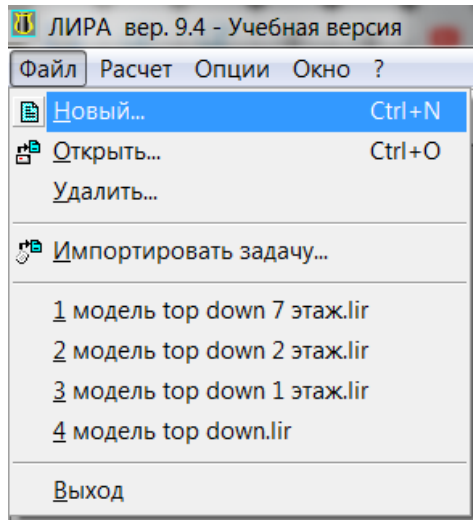 ЛИРА вер. 9.4 - Учебная версия
Файл Расчет Опции Окно ?
Новый... Ctrl+N
Открыть... Ctrl+O
Удалить...
Импортировать задачу...
1 модель top down 7 этаж.lir
2 модель top down 2 этаж.lir
3 модель top down 1 этаж.lir
4 модель top down.lir
Выход